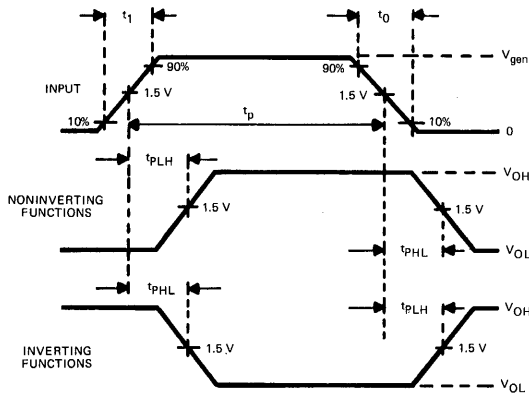 t1 t0
Vgen
90% 90%
INPUT 1.5 V 1.5 V
tp
10% 10% 0
tPLH VOH
NONINVERTING
FUNCTIONS 1.5 V 1.5 V
tPHL VOL
tPHL tPLH VOH
INVERTING
FUNCTIONS 1.5 V 1.5 V
VOL